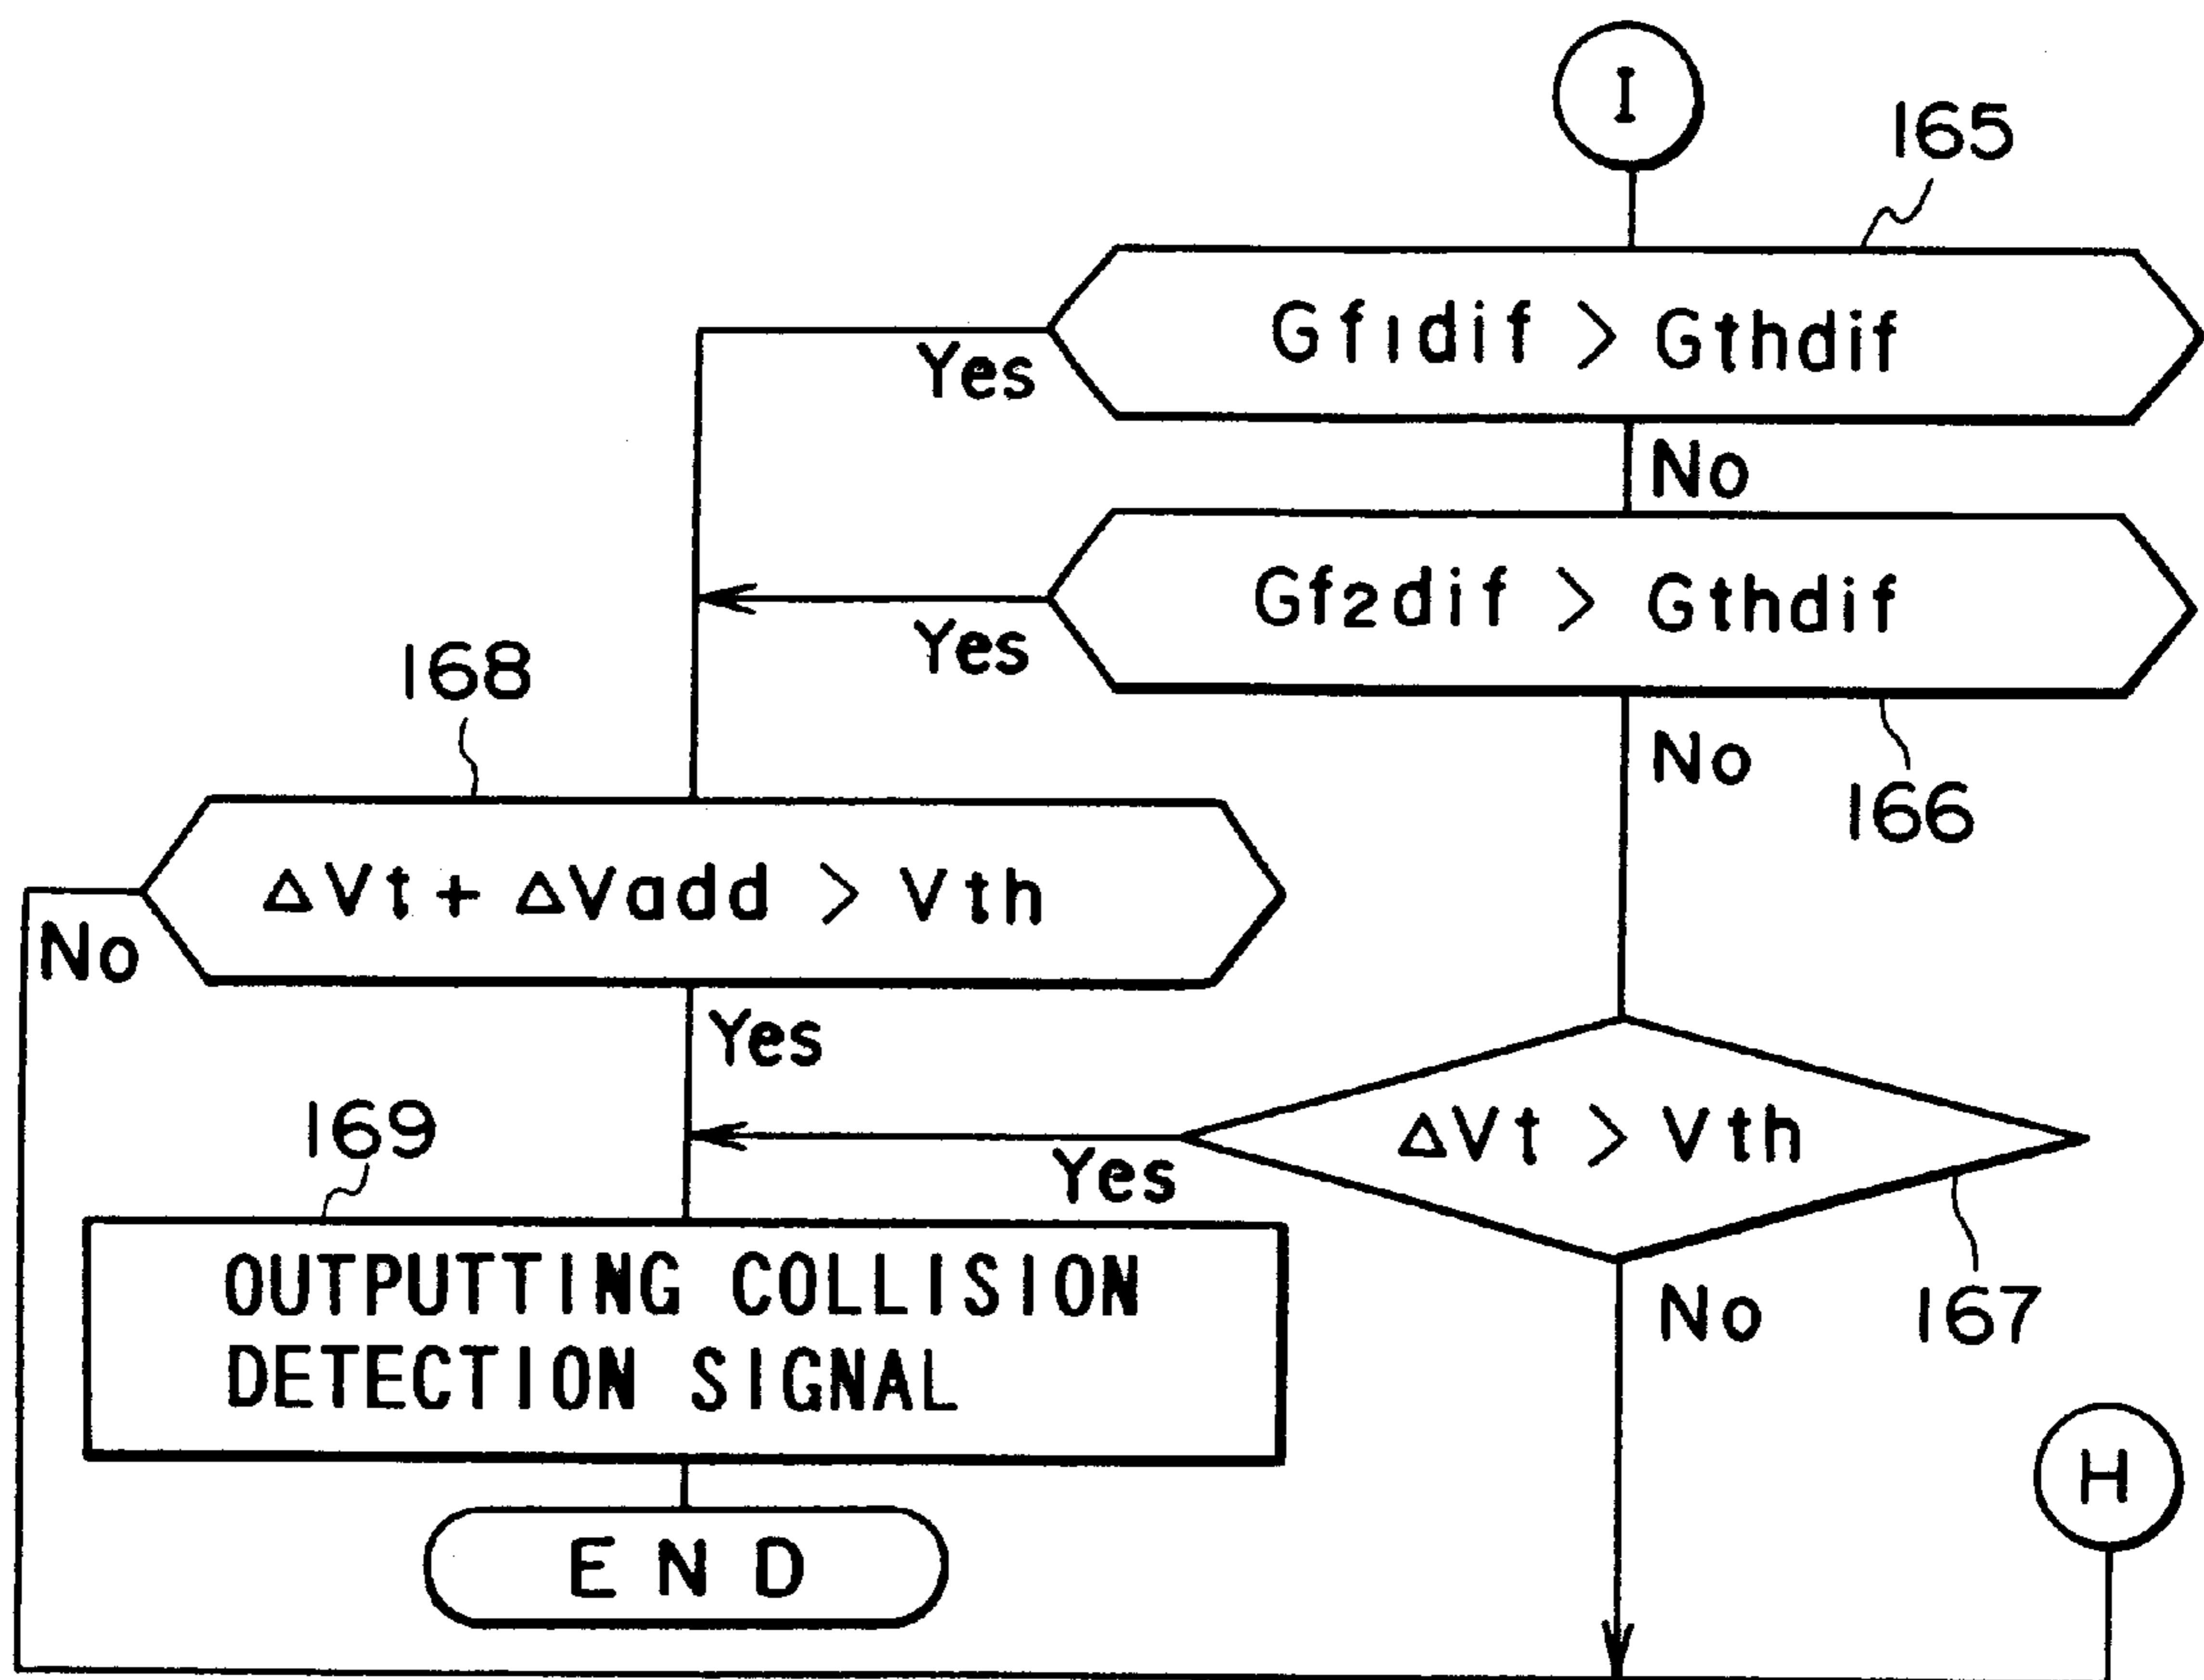 I
165
Gf1dif > Gthdif
Yes
No
Gf2dif > Gthdif
Yes
168
No
166
ΔVt + ΔVadd > Vth
No
Yes
ΔVt > Vth
169
Yes
OUTPUTTING COLLISION
DETECTION SIGNAL
No
167
H
END